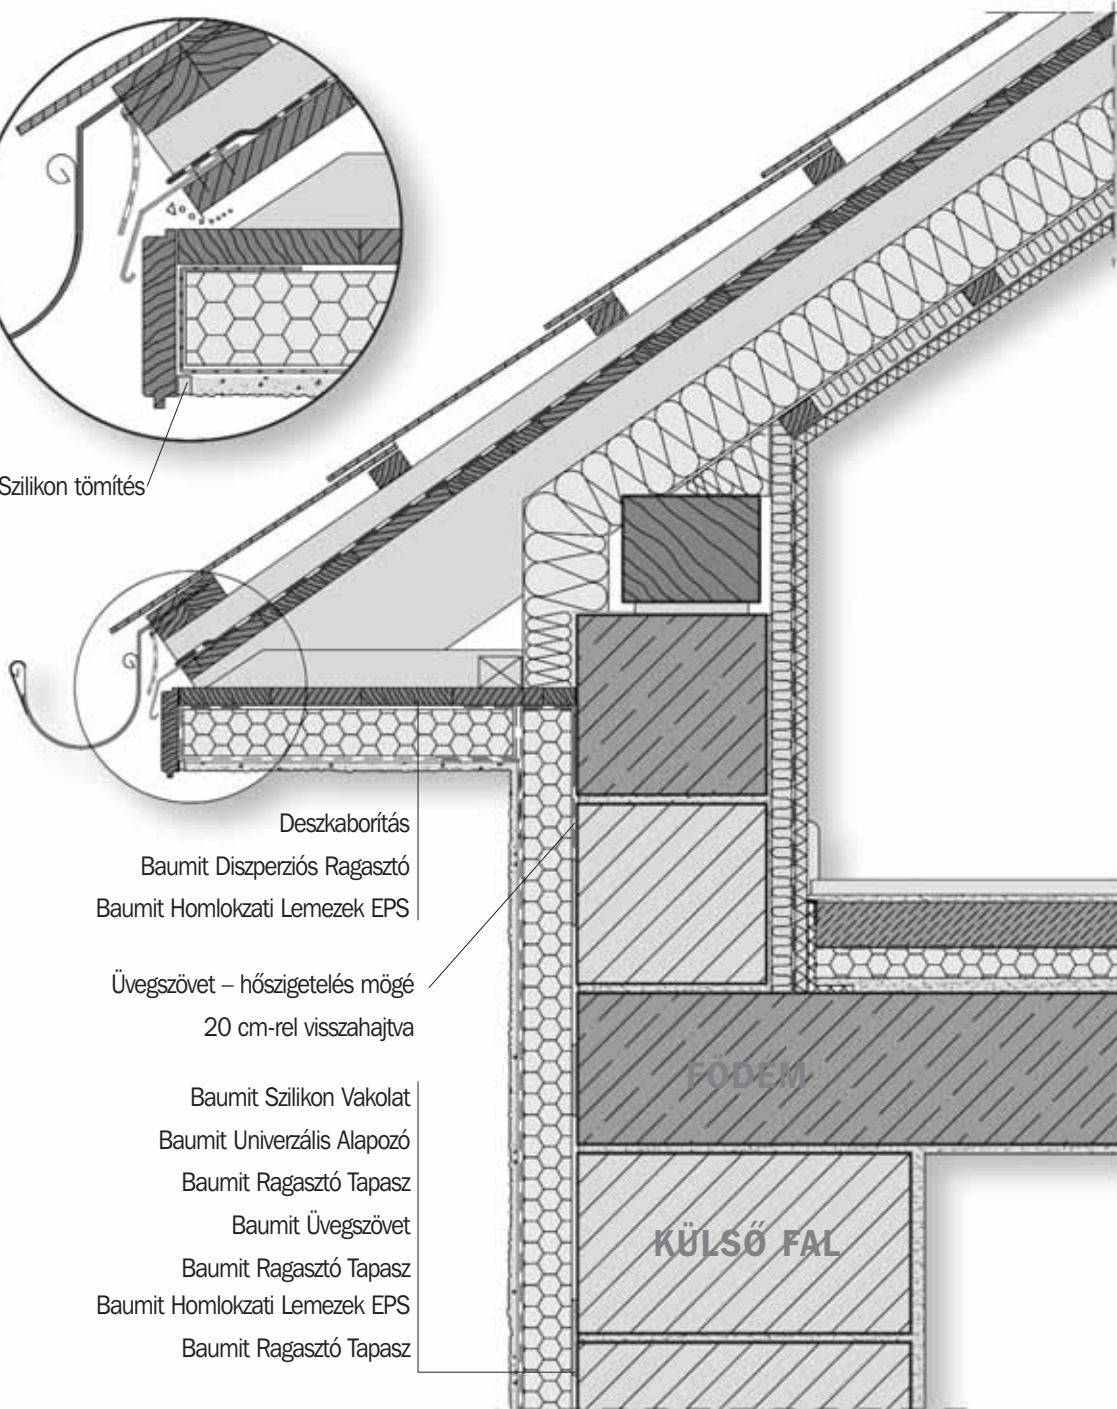 Szilikon tömítés
Deszkaborítás
Baumit Diszperziós Ragasztó
Baumit Homlokzati Lemezek EPS
Üvegszövet – hőszigetelés mögé
20 cm-rel visszahajtva
FÖDÉM
Baumit Szilikon Vakolat
Baumit Univerzális Alapozó
Baumit Ragasztó Tapasz
Baumit Üvegszövet
Baumit Ragasztó Tapasz
Baumit Homlokzati Lemezek EPS
Baumit Ragasztó Tapasz
KÜLSŐ FAL